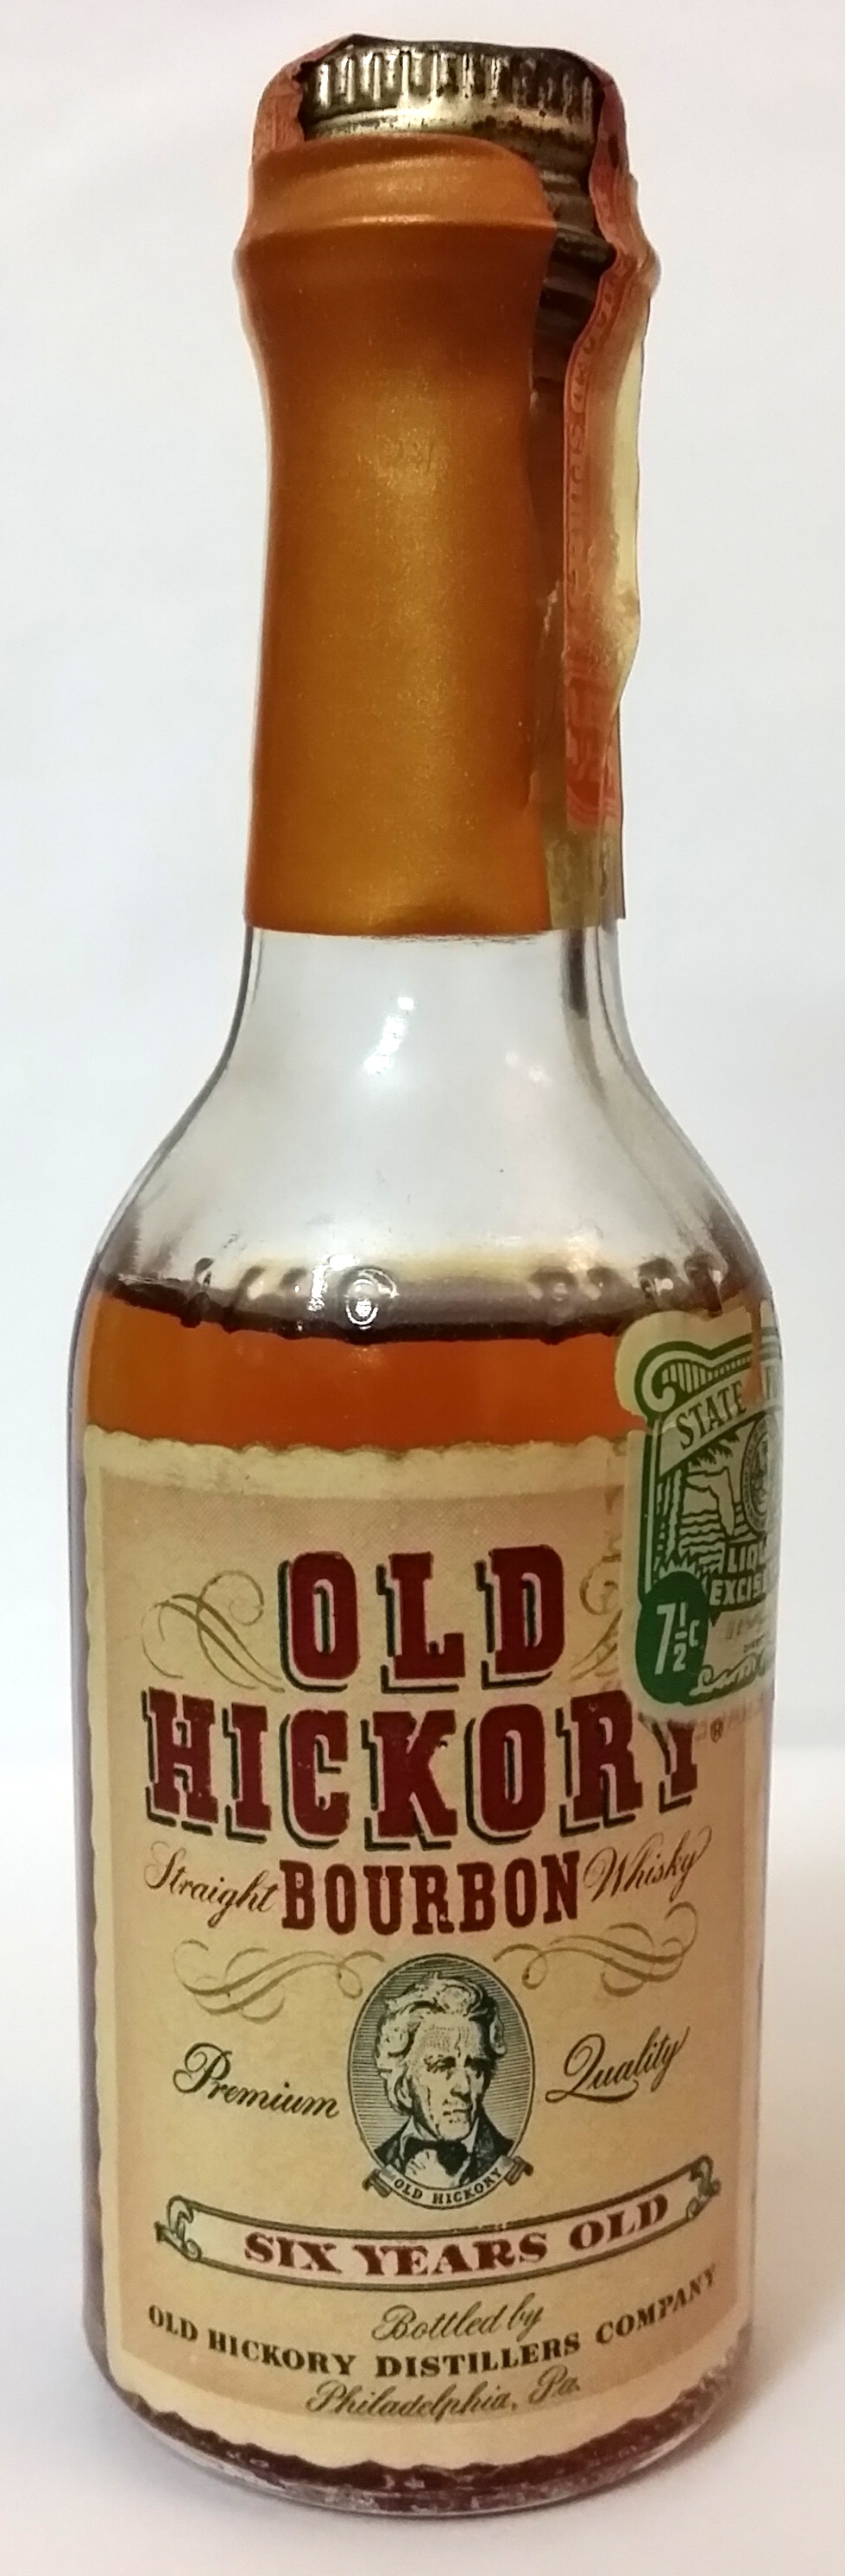 STATE
LIQ
EXCIS
7½c
OLD
HICKORY®
Straight BOURBON Whisky
Premium Quality
OLD HICKORY
SIX YEARS OLD
Bottled by
OLD HICKORY DISTILLERS COMPANY
Philadelphia, Pa.